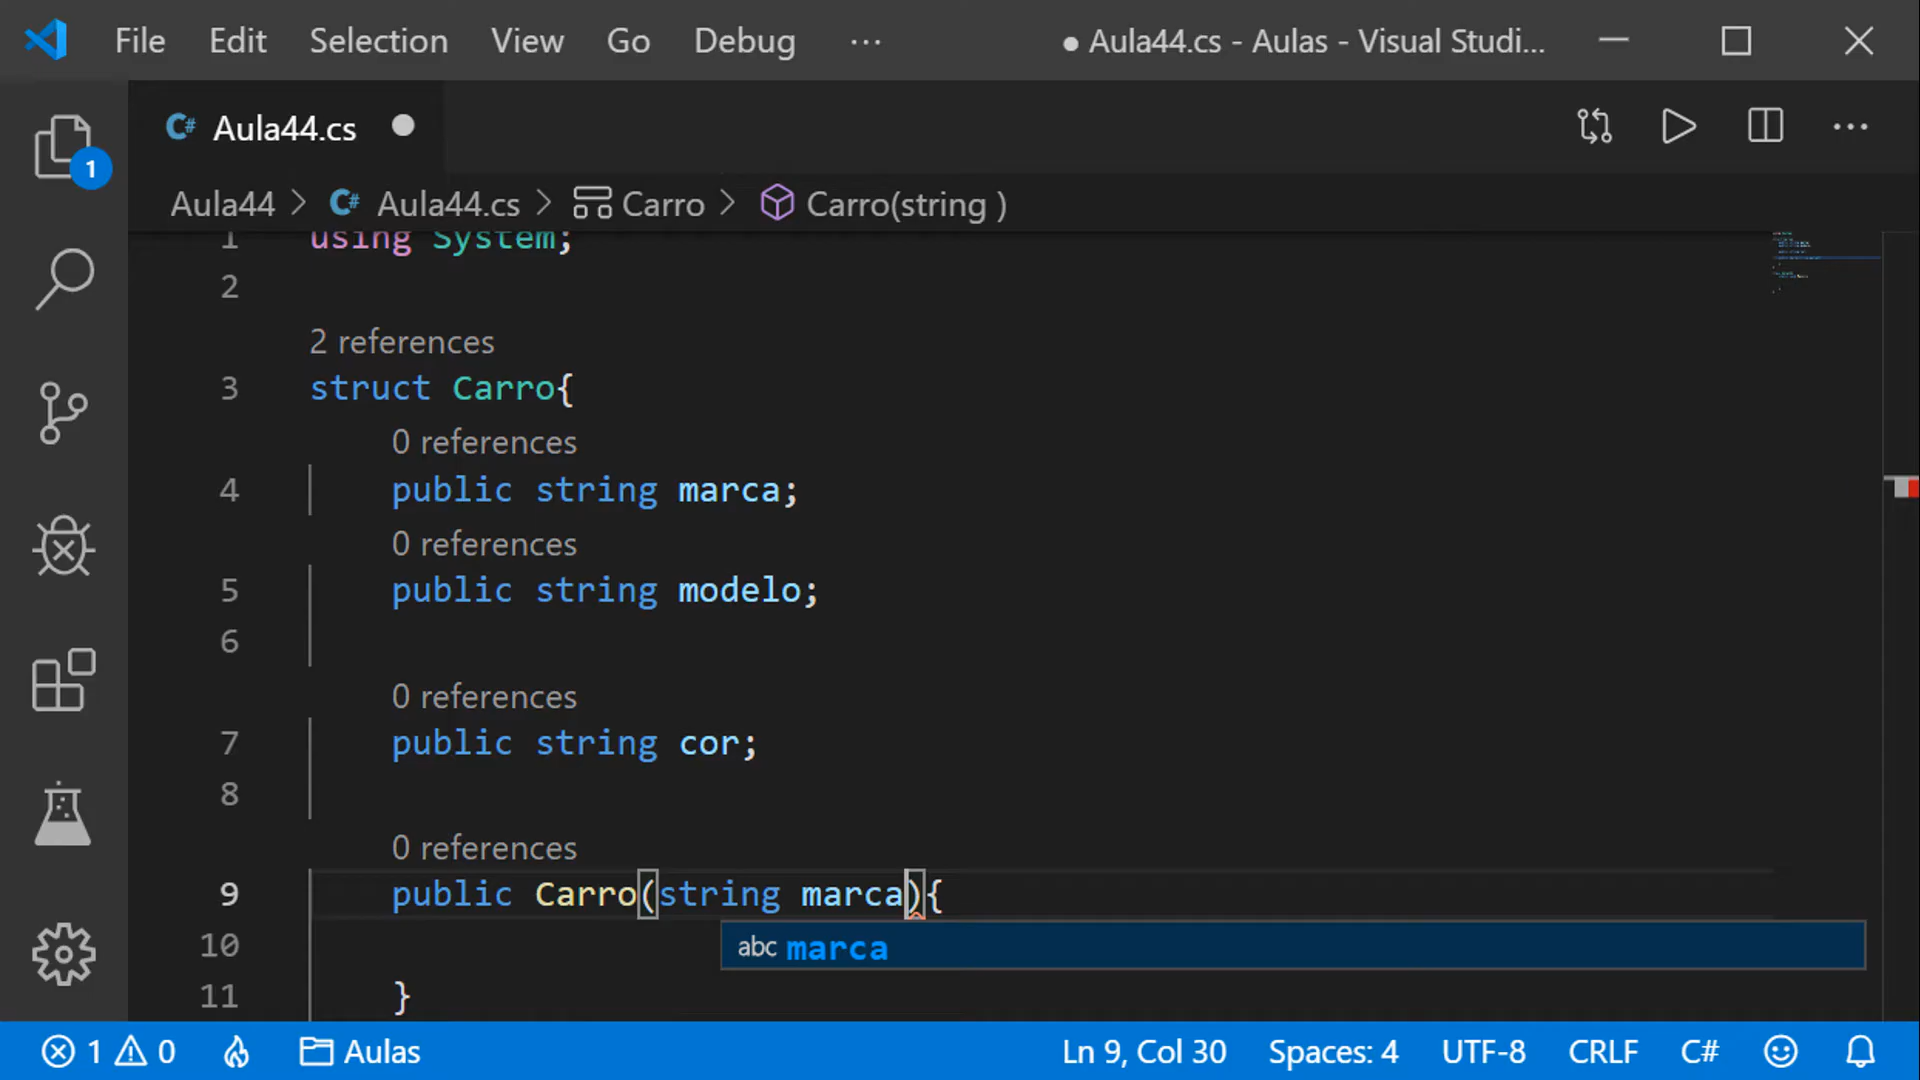 File Edit Selection View Go Debug ··· ● Aula44.cs - Aulas - Visual Studi...
C# Aula44.cs ●
1
Aula44 > C# Aula44.cs > Carro > Carro(string )
1 using System;
2
2 references
3 struct Carro{
0 references
4 public string marca;
0 references
5 public string modelo;
6
0 references
7 public string cor;
8
0 references
9 public Carro(string marca){
10 abc marca
11 }
1 0 Aulas Ln 9, Col 30 Spaces: 4 UTF-8 CRLF C#